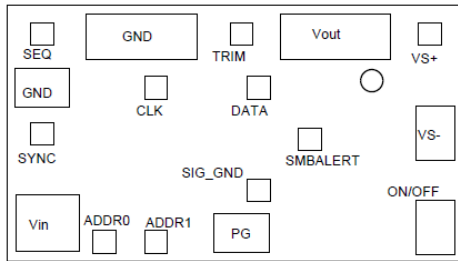 SEQ
GND
TRIM
Vout
VS+
GND
CLK
DATA
SYNC
SMBALERT
VS-
SIG_GND
ON/OFF
Vin
ADDR0
ADDR1
PG